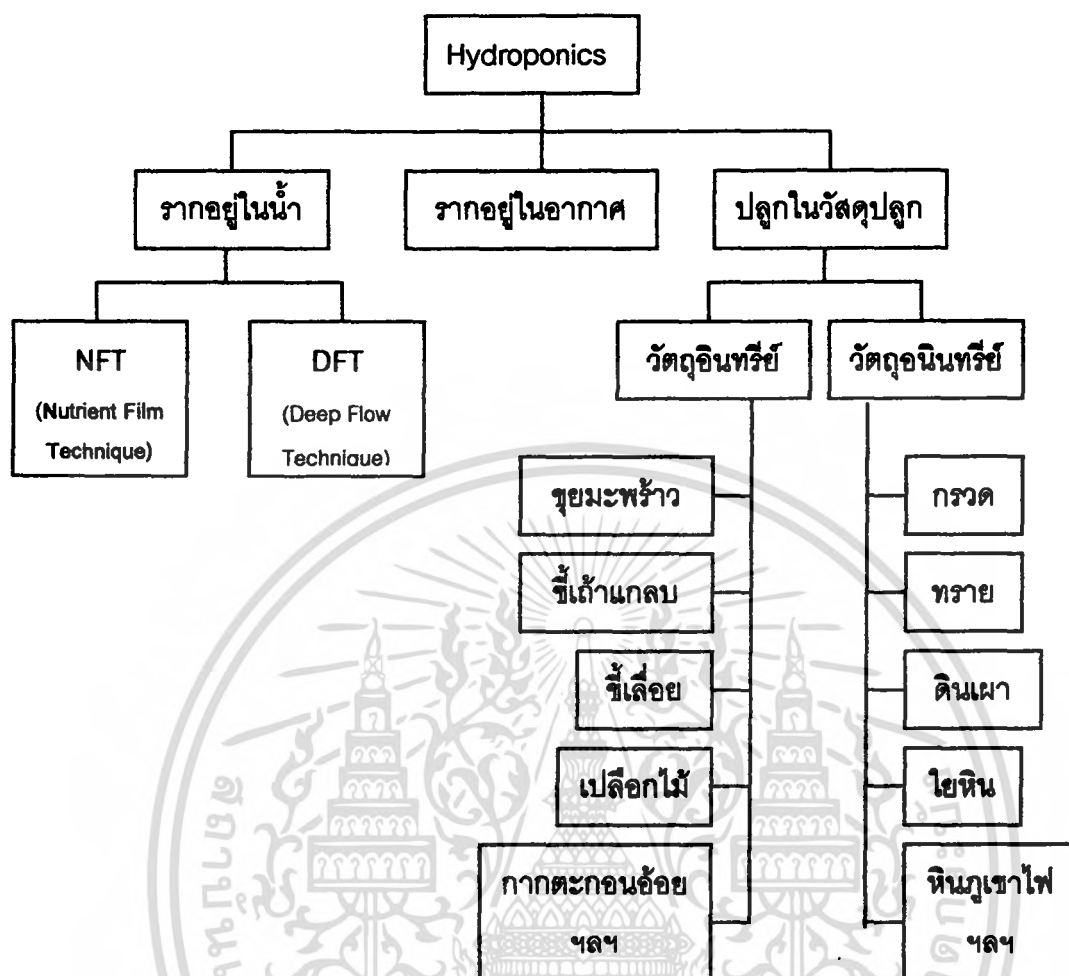 Hydroponics
รากอยู่ในน้ำ
รากอยู่ในอากาศ
ปลูกในวัสดุปลูก
NFT
(Nutrient Film
Technique)
DFT
(Deep Flow
Technique)
วัตถุอินทรีย์
วัตถุอนินทรีย์
ขุยมะพร้าว
ขี้เถ้าแกลบ
ขี้เลื่อย
เปลือกไม้
กากตะกอนอ้อย
ฯลฯ
กรวด
ทราย
ดินเผา
ใยหิน
หินภูเขาไฟ
ฯลฯ